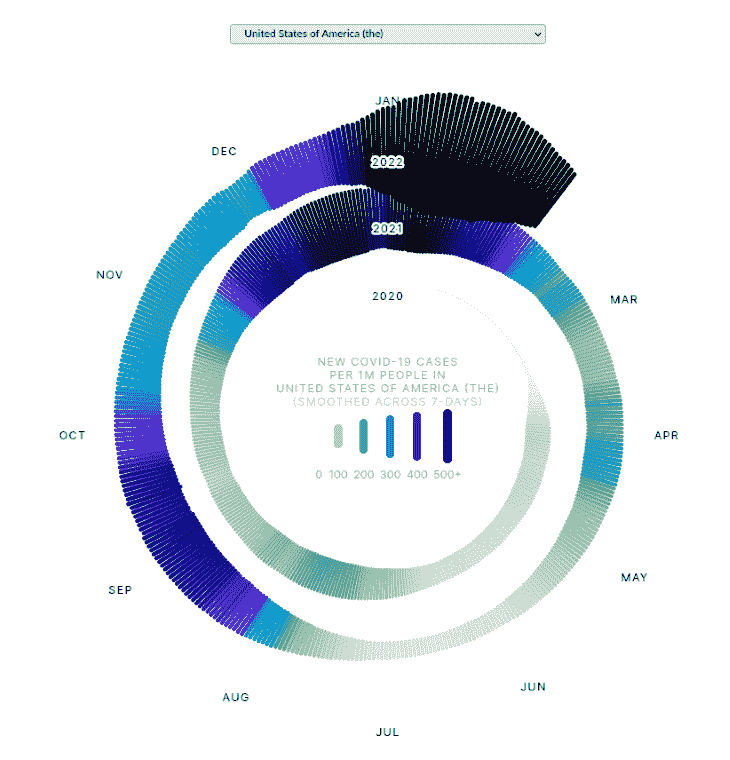 United States of America (the)
JAN
DEC
2022
2021
NOV
2020
MAR
NEW COVID-19 CASES
PER 1M PEOPLE IN
UNITED STATES OF AMERICA (THE)
(SMOOTHED ACROSS 7-DAYS)
OCT
APR
0 100 200 300 400 500+
MAY
SEP
JUN
AUG
JUL